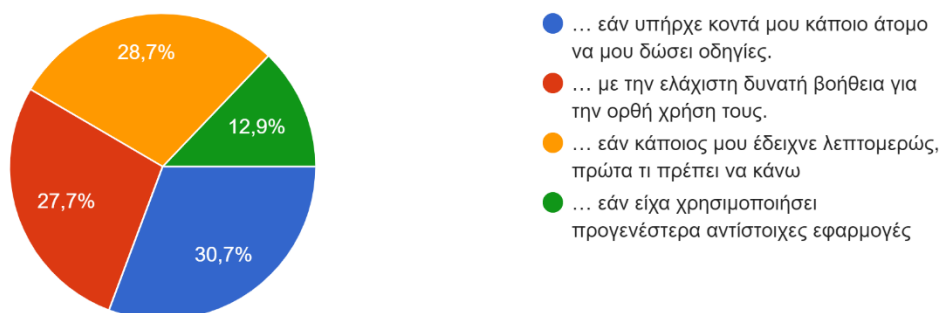 28,7%
12,9%
27,7%
30,7%
… εάν υπήρχε κοντά μου κάποιο άτομο
να μου δώσει οδηγίες.
… με την ελάχιστη δυνατή βοήθεια για
την ορθή χρήση τους.
… εάν κάποιος μου έδειχνε λεπτομερώς,
πρώτα τι πρέπει να κάνω
… εάν είχα χρησιμοποιήσει
προγενέστερα αντίστοιχες εφαρμογές